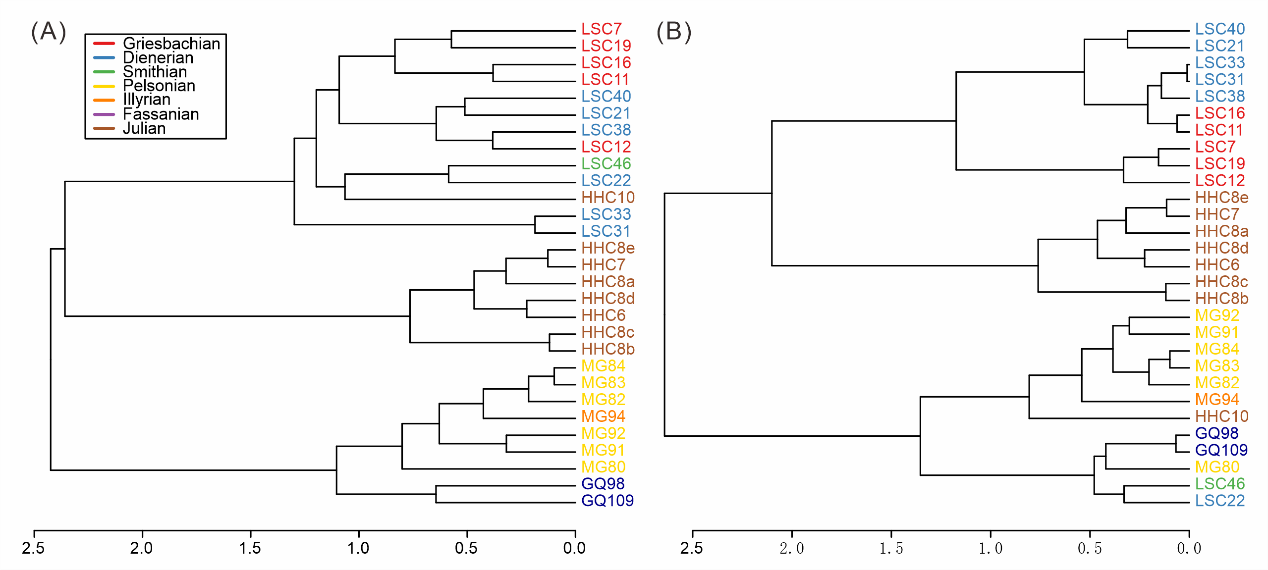 (A)
Griesbachian
Dienerian
Smithian
Pelsonian
Illyrian
Fassanian
Julian
LSC7
LSC19
LSC16
LSC11
LSC40
LSC21
LSC38
LSC12
LSC46
LSC22
HHC10
LSC33
LSC31
HHC8e
HHC7
HHC8a
HHC8d
HHC6
HHC8c
HHC8b
MG84
MG83
MG82
MG94
MG92
MG91
MG80
GQ98
GQ109
2.5 2.0 1.5 1.0 0.5 0.0
(B)
LSC40
LSC21
LSC33
LSC31
LSC38
LSC16
LSC11
LSC7
LSC19
LSC12
HHC8e
HHC7
HHC8a
HHC8d
HHC6
HHC8c
HHC8b
MG92
MG91
MG84
MG83
MG82
MG94
HHC10
GQ98
GQ109
MG80
LSC46
LSC22
2.5 2.0 1.5 1.0 0.5 0.0